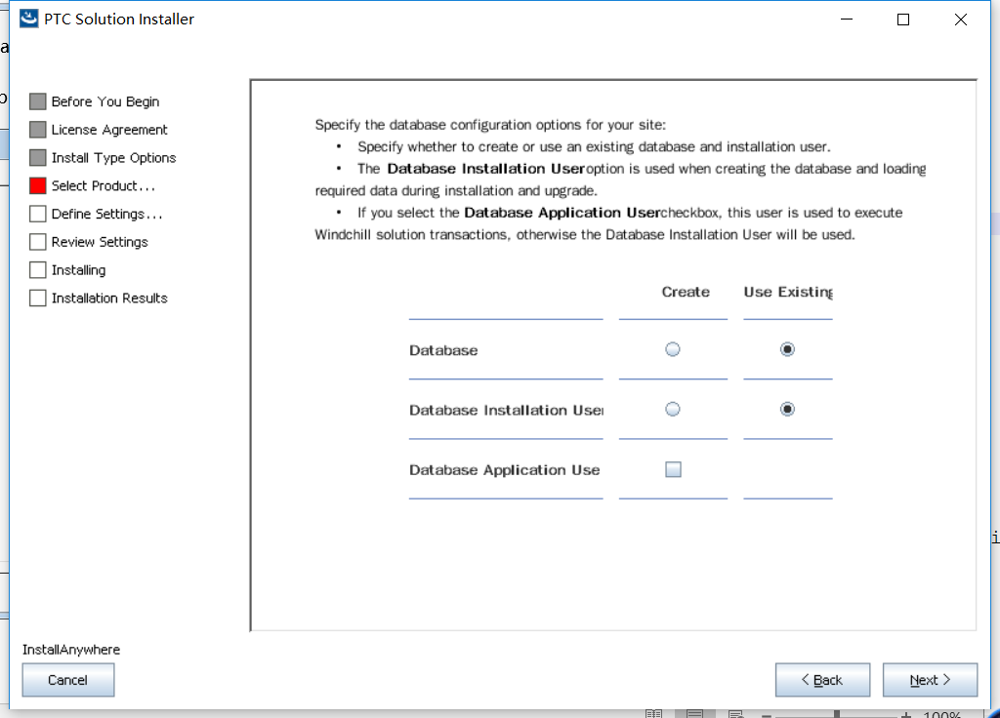 PTC Solution Installer
Before You Begin
License Agreement
Install Type Options
Select Product...
Define Settings...
Review Settings
Installing
Installation Results
Specify the database configuration options for your site:
• Specify whether to create or use an existing database and installation user.
• The Database Installation Useroption is used when creating the database and loading
required data during installation and upgrade.
• If you select the Database Application Usercheckbox, this user is used to execute
Windchill solution transactions, otherwise the Database Installation User will be used.
Create Use Existing
Database
Database Installation User
Database Application Use
InstallAnywhere
Cancel
< Back
Next >
100%